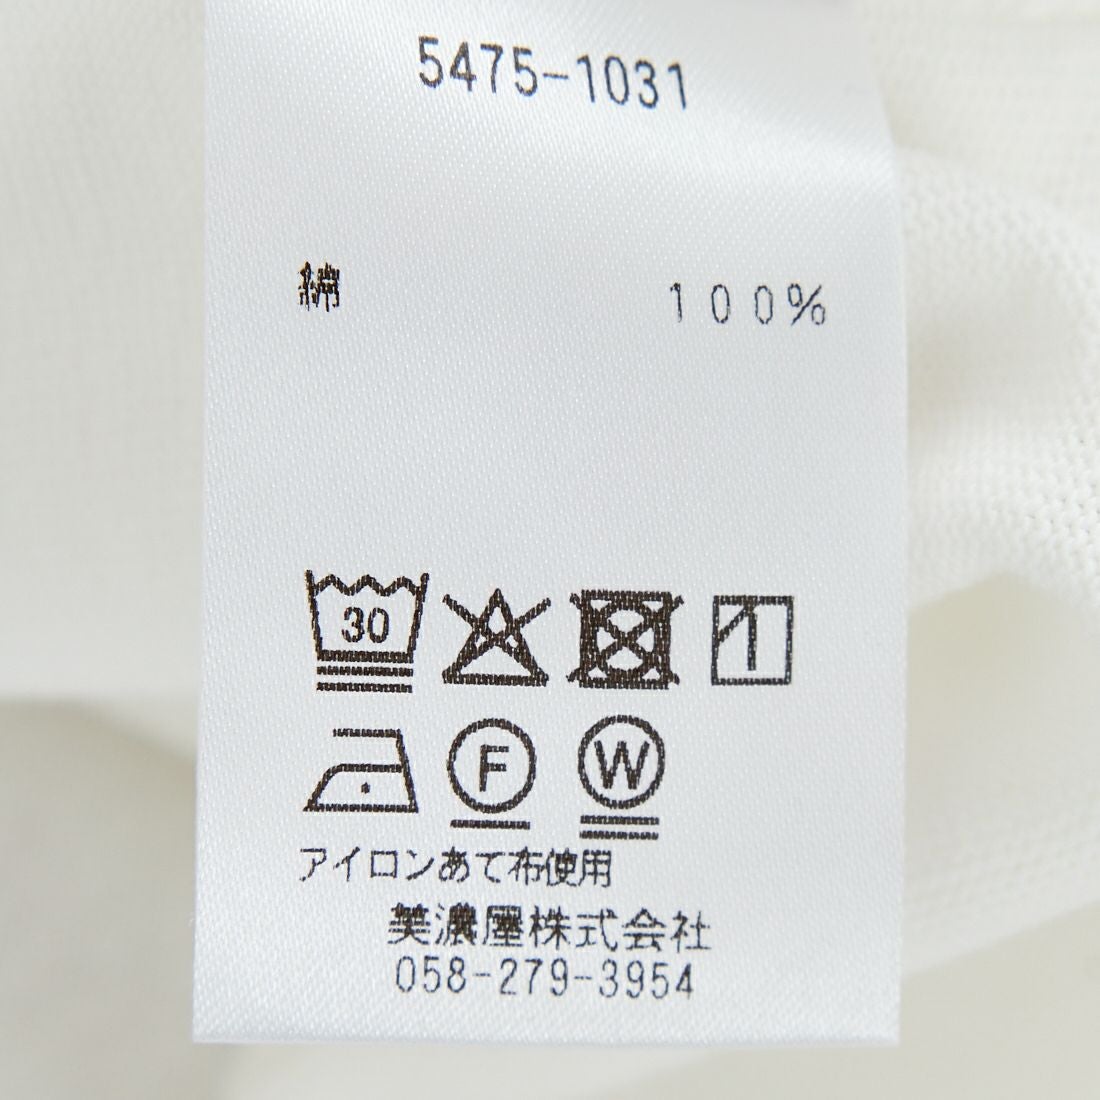 5475-1031
綿 100%
30
F W
アイロンあて布使用
美濃屋株式会社
058-279-3954